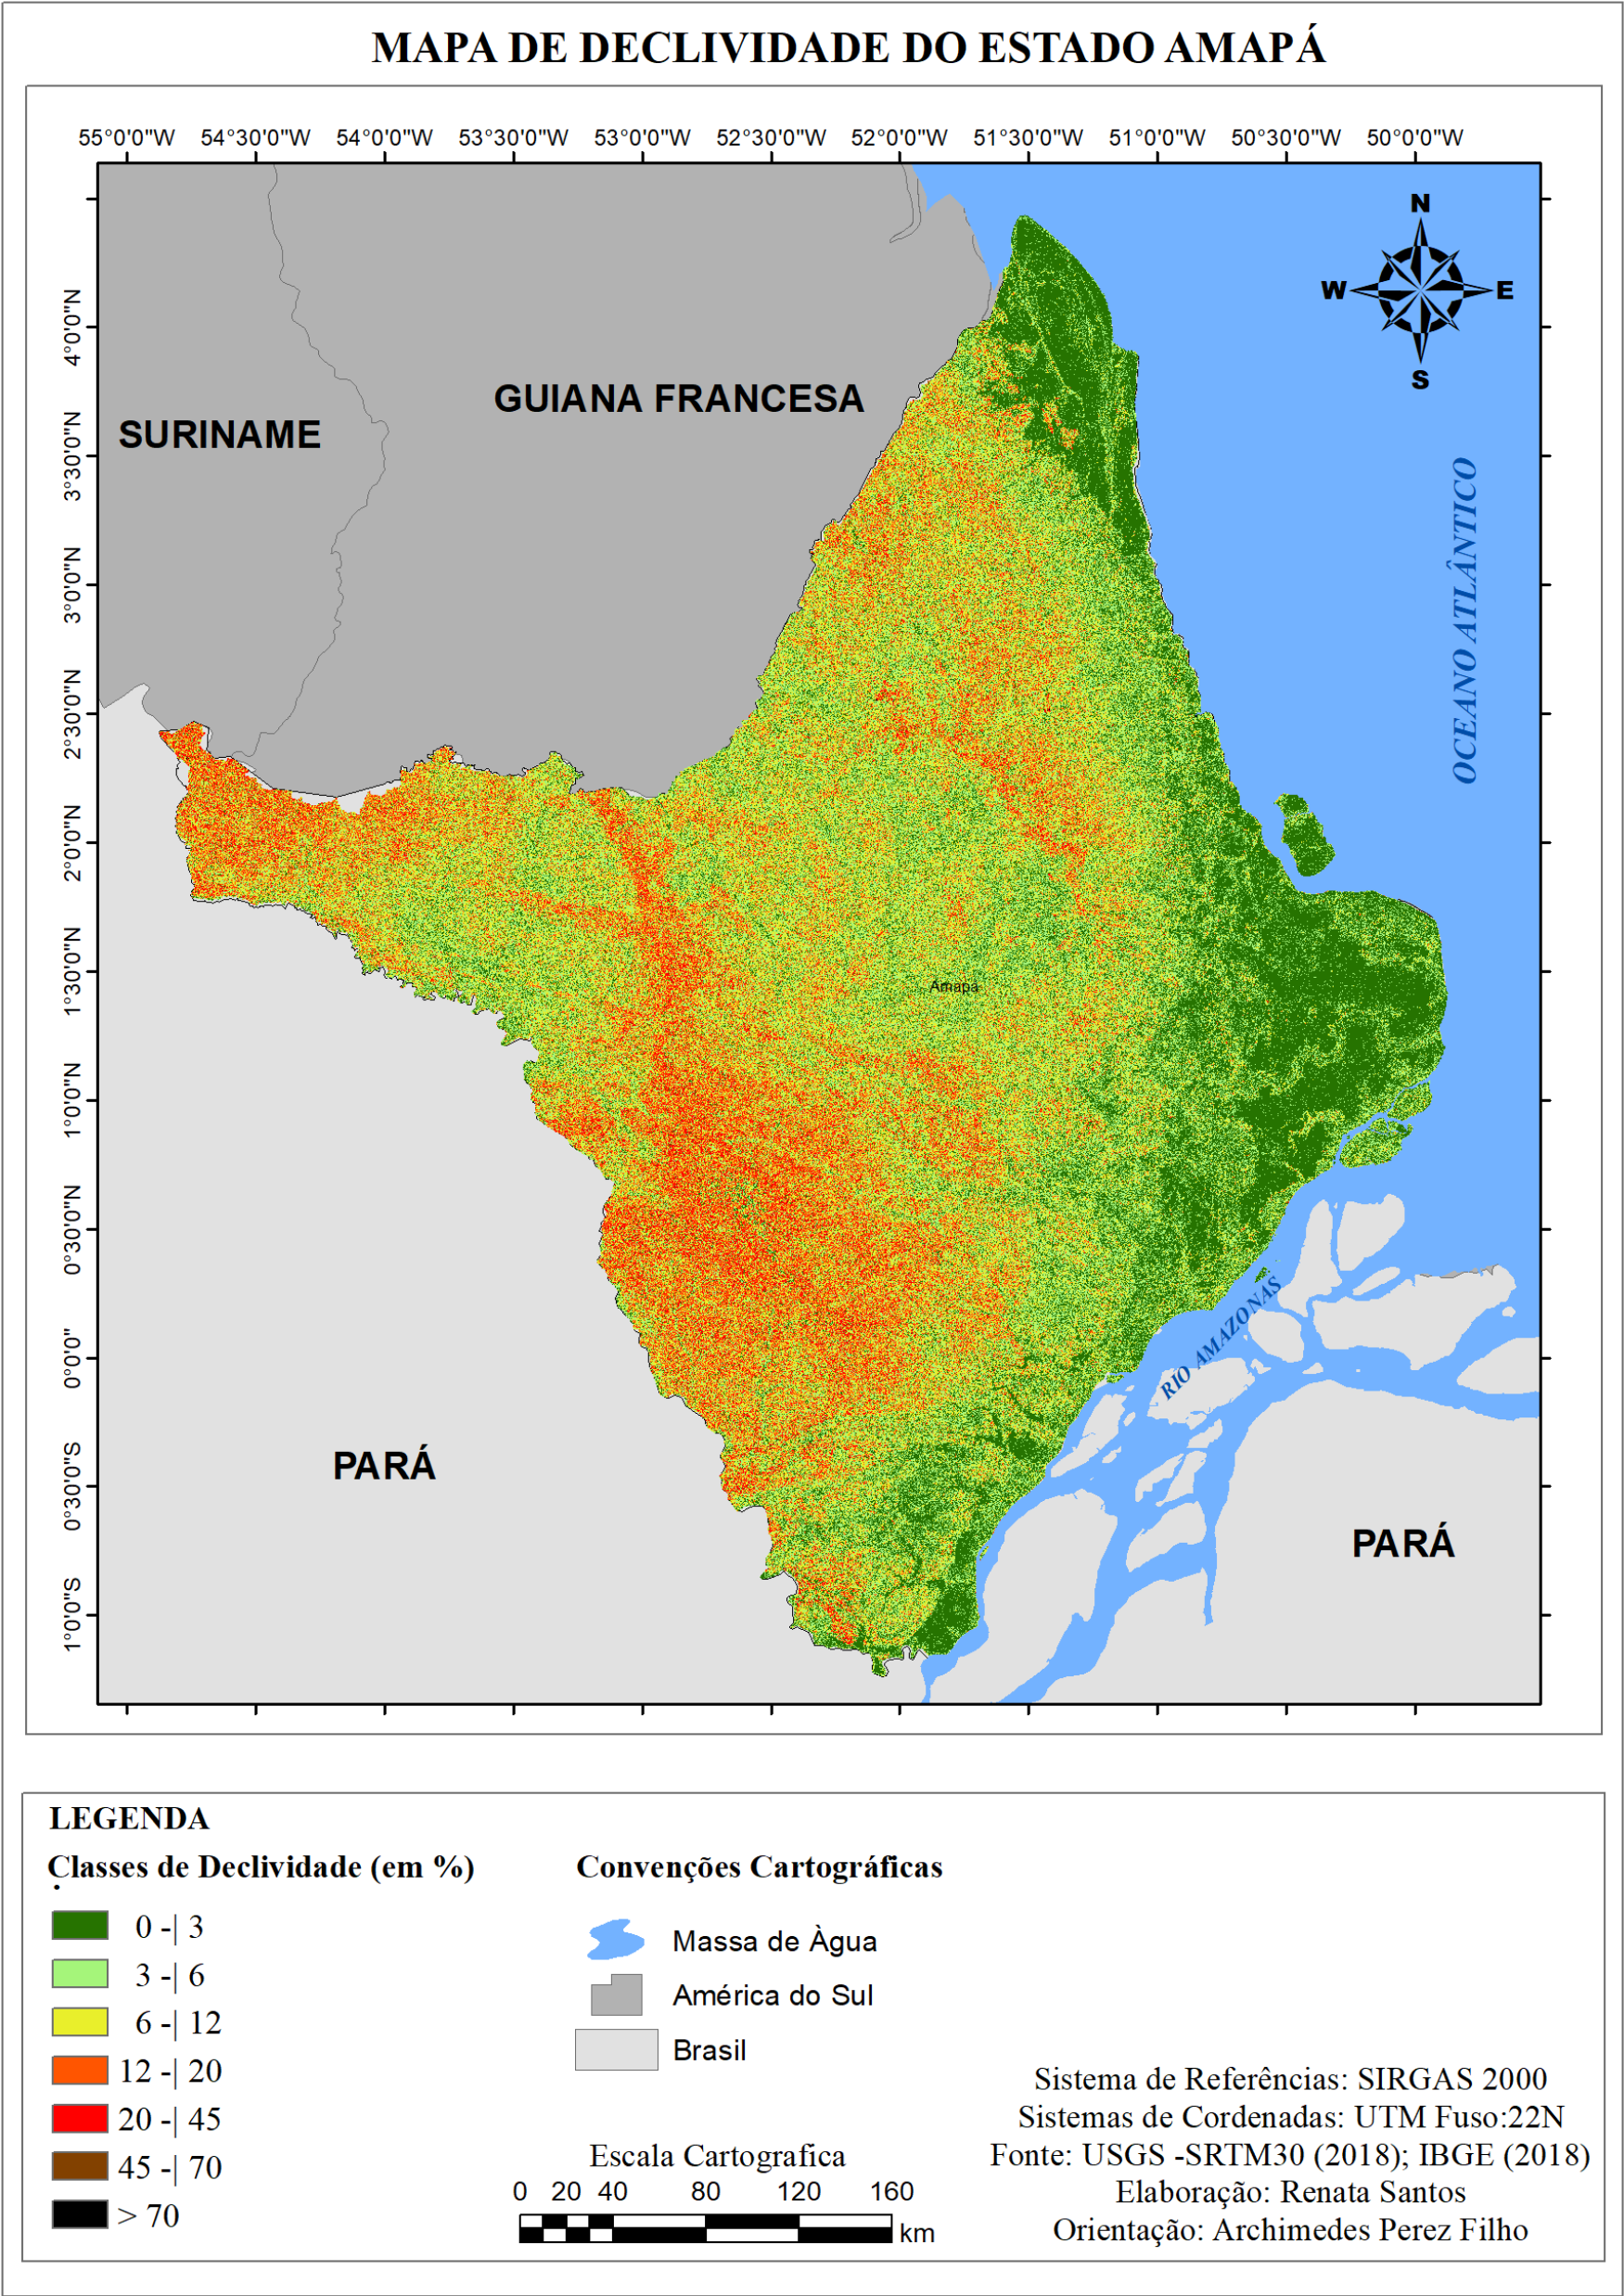 MAPA DE DECLIVIDADE DO ESTADO AMAPÁ
55°0'0"W 54°30'0"W 54°0'0"W 53°30'0"W 53°0'0"W 52°30'0"W 52°0'0"W 51°30'0"W 51°0'0"W 50°30'0"W 50°0'0"W
N
W E
S
4°0'0"N
3°30'0"N
3°0'0"N
2°30'0"N
2°0'0"N
1°30'0"N
1°0'0"N
0°30'0"N
0°0'0"
0°30'0"S
1°0'0"S
GUIANA FRANCESA
SURINAME
OCEANO ATLÂNTICO
Amapá
RIO AMAZONAS
PARÁ
PARÁ
LEGENDA
Classes de Declividade (em %)
0 -| 3
3 -| 6
6 -| 12
12 -| 20
20 -| 45
45 -| 70
> 70
Convenções Cartográficas
Massa de Àgua
América do Sul
Brasil
Escala Cartografica
0 20 40 80 120 160
km
Sistema de Referências: SIRGAS 2000
Sistemas de Cordenadas: UTM Fuso:22N
Fonte: USGS -SRTM30 (2018); IBGE (2018)
Elaboração: Renata Santos
Orientação: Archimedes Perez Filho